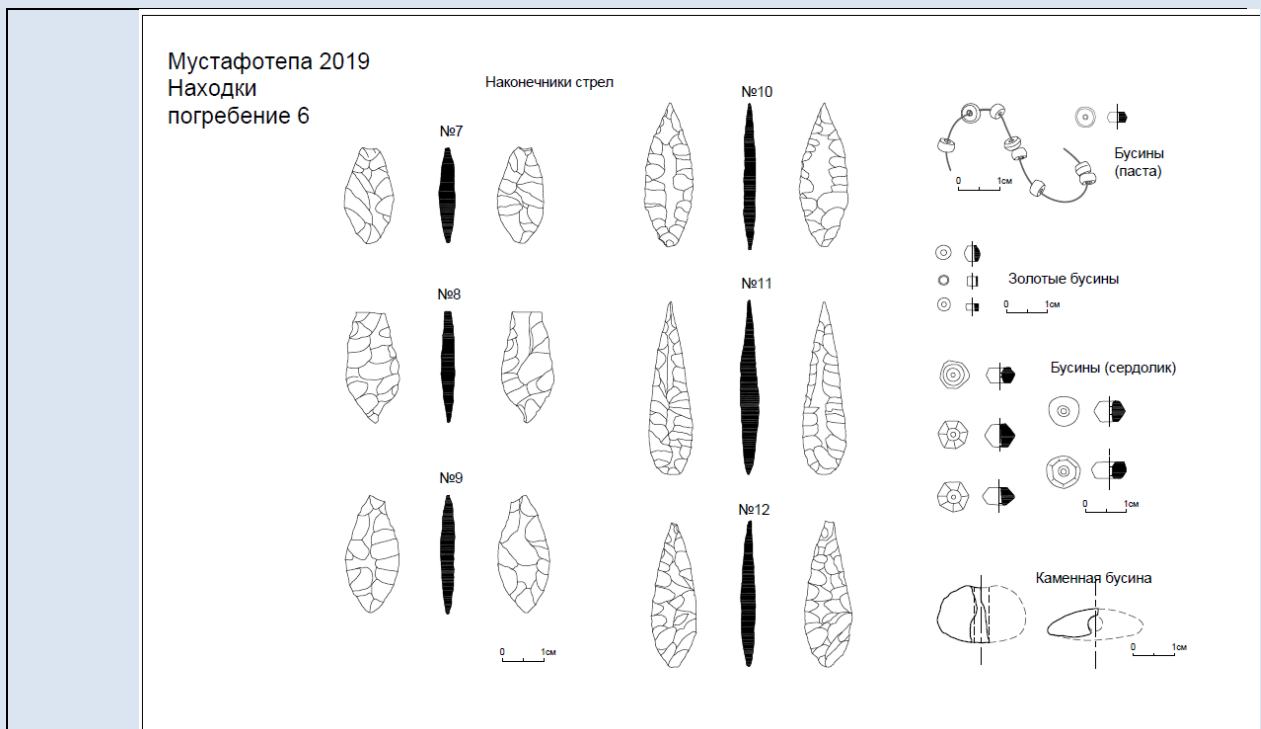 Мустафотепа 2019
Находки
погребение 6
Наконечники стрел
№7
№8
№9
0 1см
№10
№11
№12
Бусины
(паста)
0 1см
Золотые бусины
0 1см
Бусины (сердолик)
0 1см
Каменная бусина
0 1см